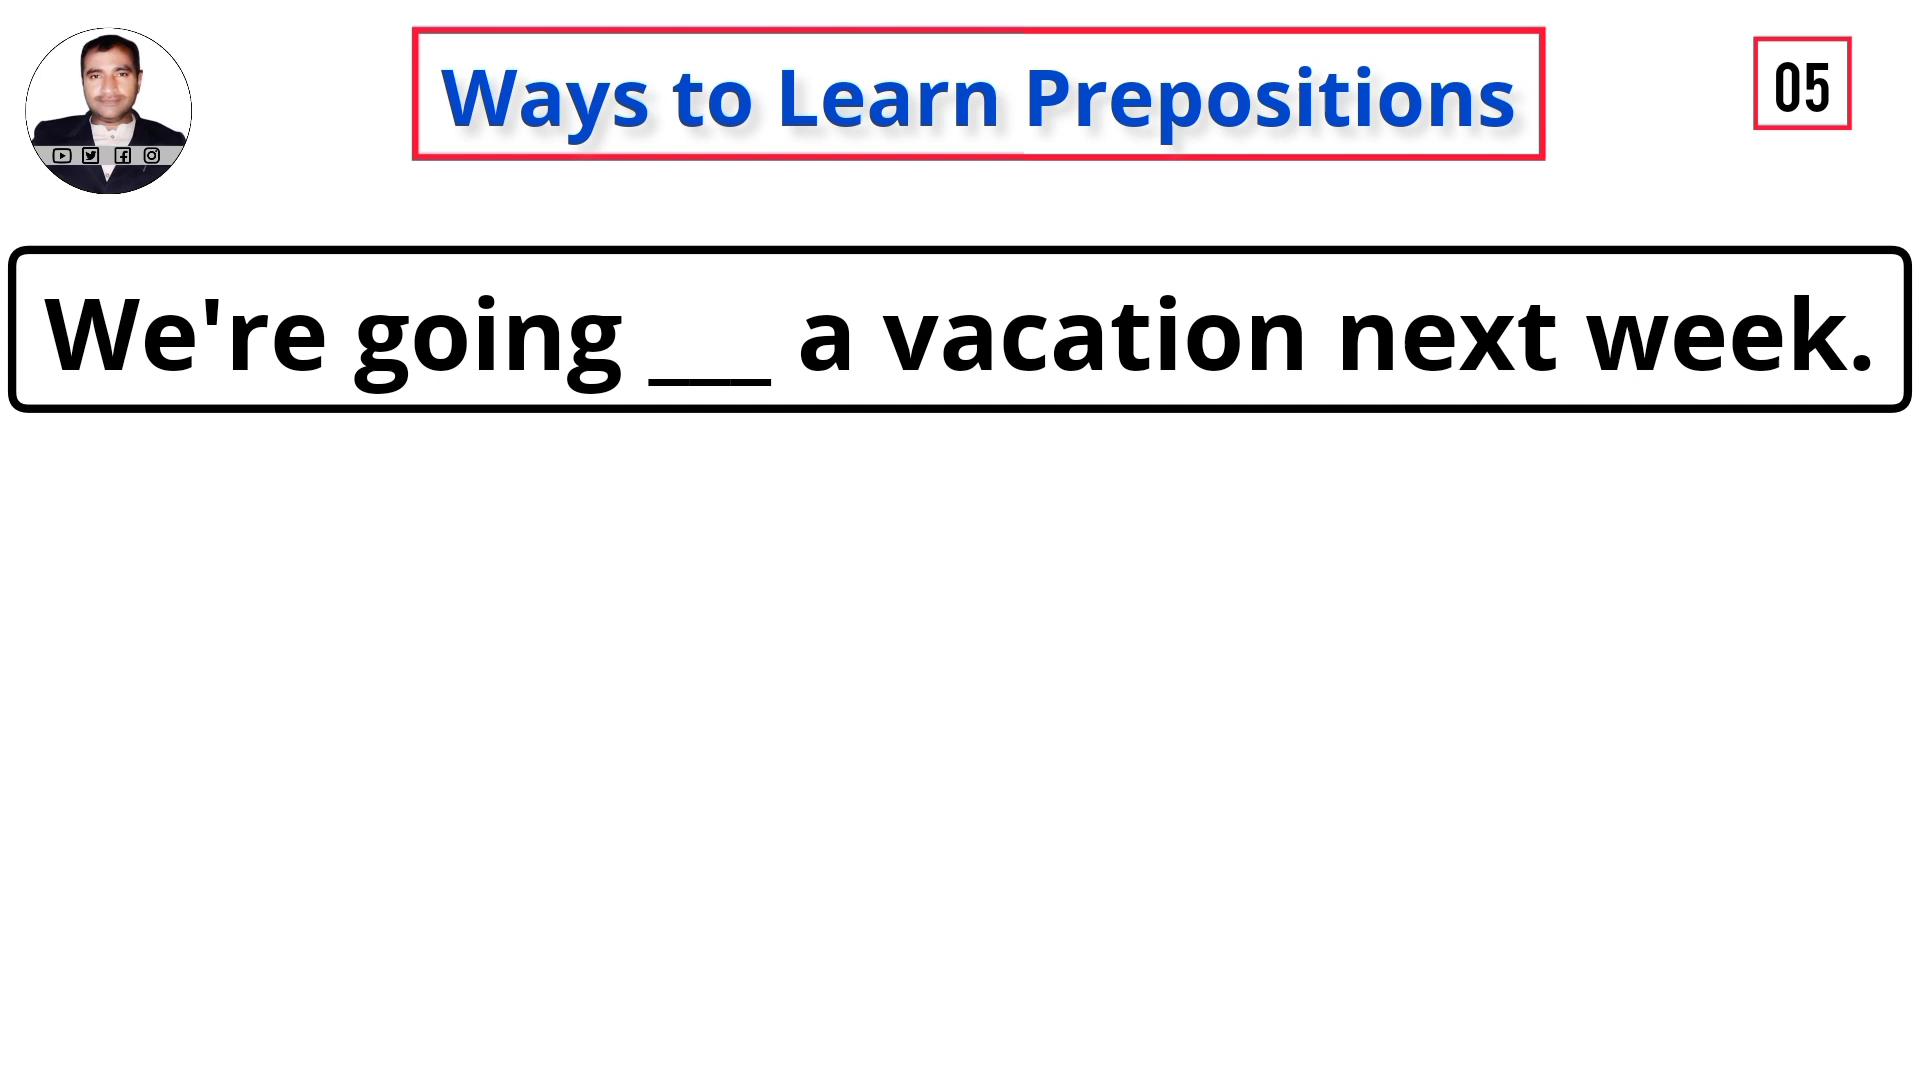 Ways to Learn Prepositions
05
We're going ___ a vacation next week.